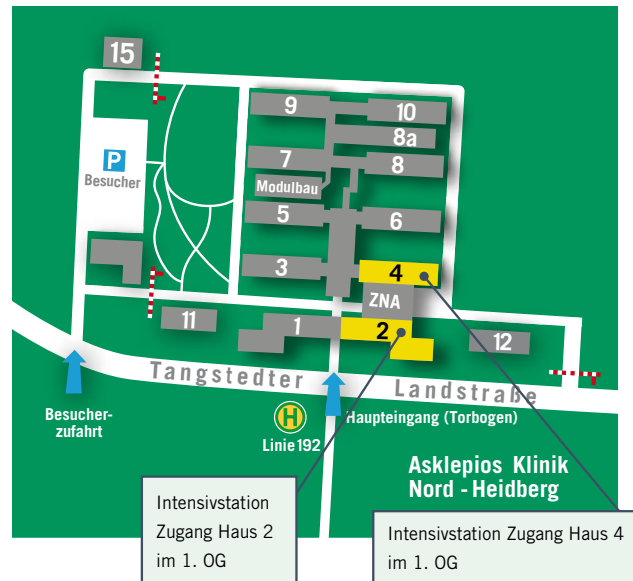 15
9
10
8a
P
Besucher
7
8
Modulbau
5
6
3
4
ZNA
11
1
2
12
Tangstedter Landstraße
Besucher-
zufahrt
H
Linie 192
Haupteingang (Torbogen)
Asklepios Klinik
Nord - Heidberg
Intensivstation
Zugang Haus 2
im 1. OG
Intensivstation Zugang Haus 4
im 1. OG